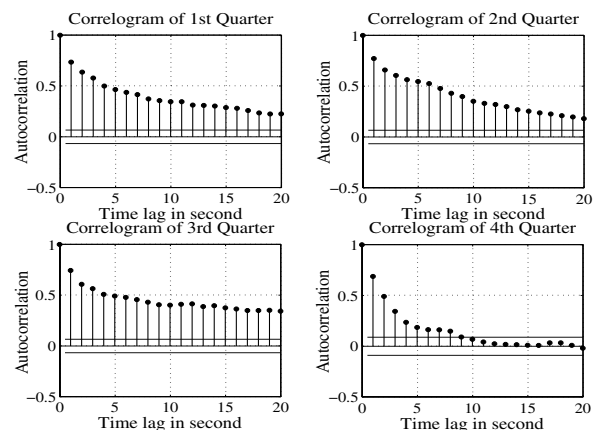 Correlogram of 1st Quarter
1
0.5
0
−0.5
Autocorrelation
0 5 10 15 20
Time lag in second
Correlogram of 2nd Quarter
1
0.5
0
−0.5
Autocorrelation
0 5 10 15 20
Time lag in second
Correlogram of 3rd Quarter
1
0.5
0
−0.5
Autocorrelation
0 5 10 15 20
Time lag in second
Correlogram of 4th Quarter
1
0.5
0
−0.5
Autocorrelation
0 5 10 15 20
Time lag in second